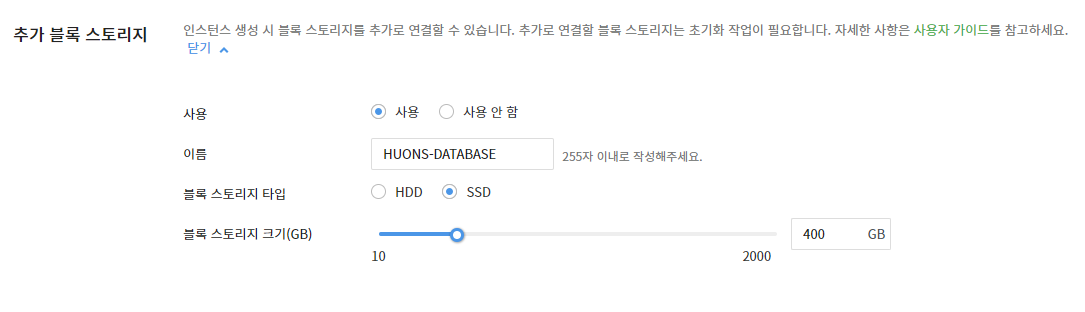 추가 블록 스토리지
인스턴스 생성 시 블록 스토리지를 추가로 연결할 수 있습니다. 추가로 연결할 블록 스토리지는 초기화 작업이 필요합니다. 자세한 사항은 사용자 가이드를 참고하세요.
닫기
사용 사용 사용 안 함
이름 HUONS-DATABASE 255자 이내로 작성해주세요.
블록 스토리지 타입 HDD SSD
블록 스토리지 크기(GB) 400 GB
10 2000